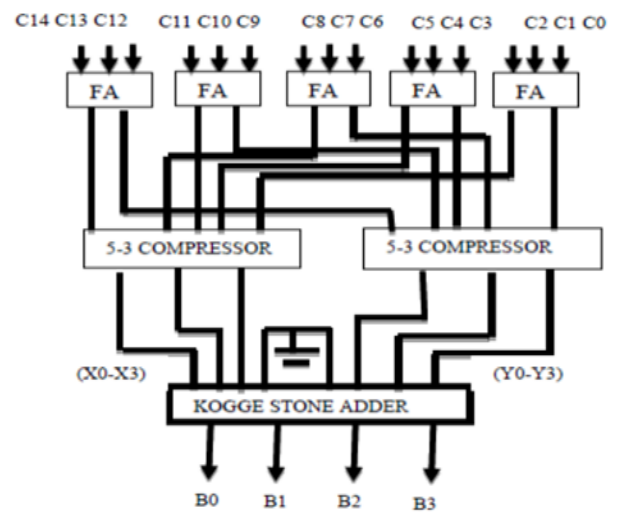 C14 C13 C12 C11 C10 C9 C8 C7 C6 C5 C4 C3 C2 C1 C0
FA FA FA FA FA
5-3 COMPRESSOR 5-3 COMPRESSOR
(X0-X3) (Y0-Y3)
KOGGE STONE ADDER
B0 B1 B2 B3